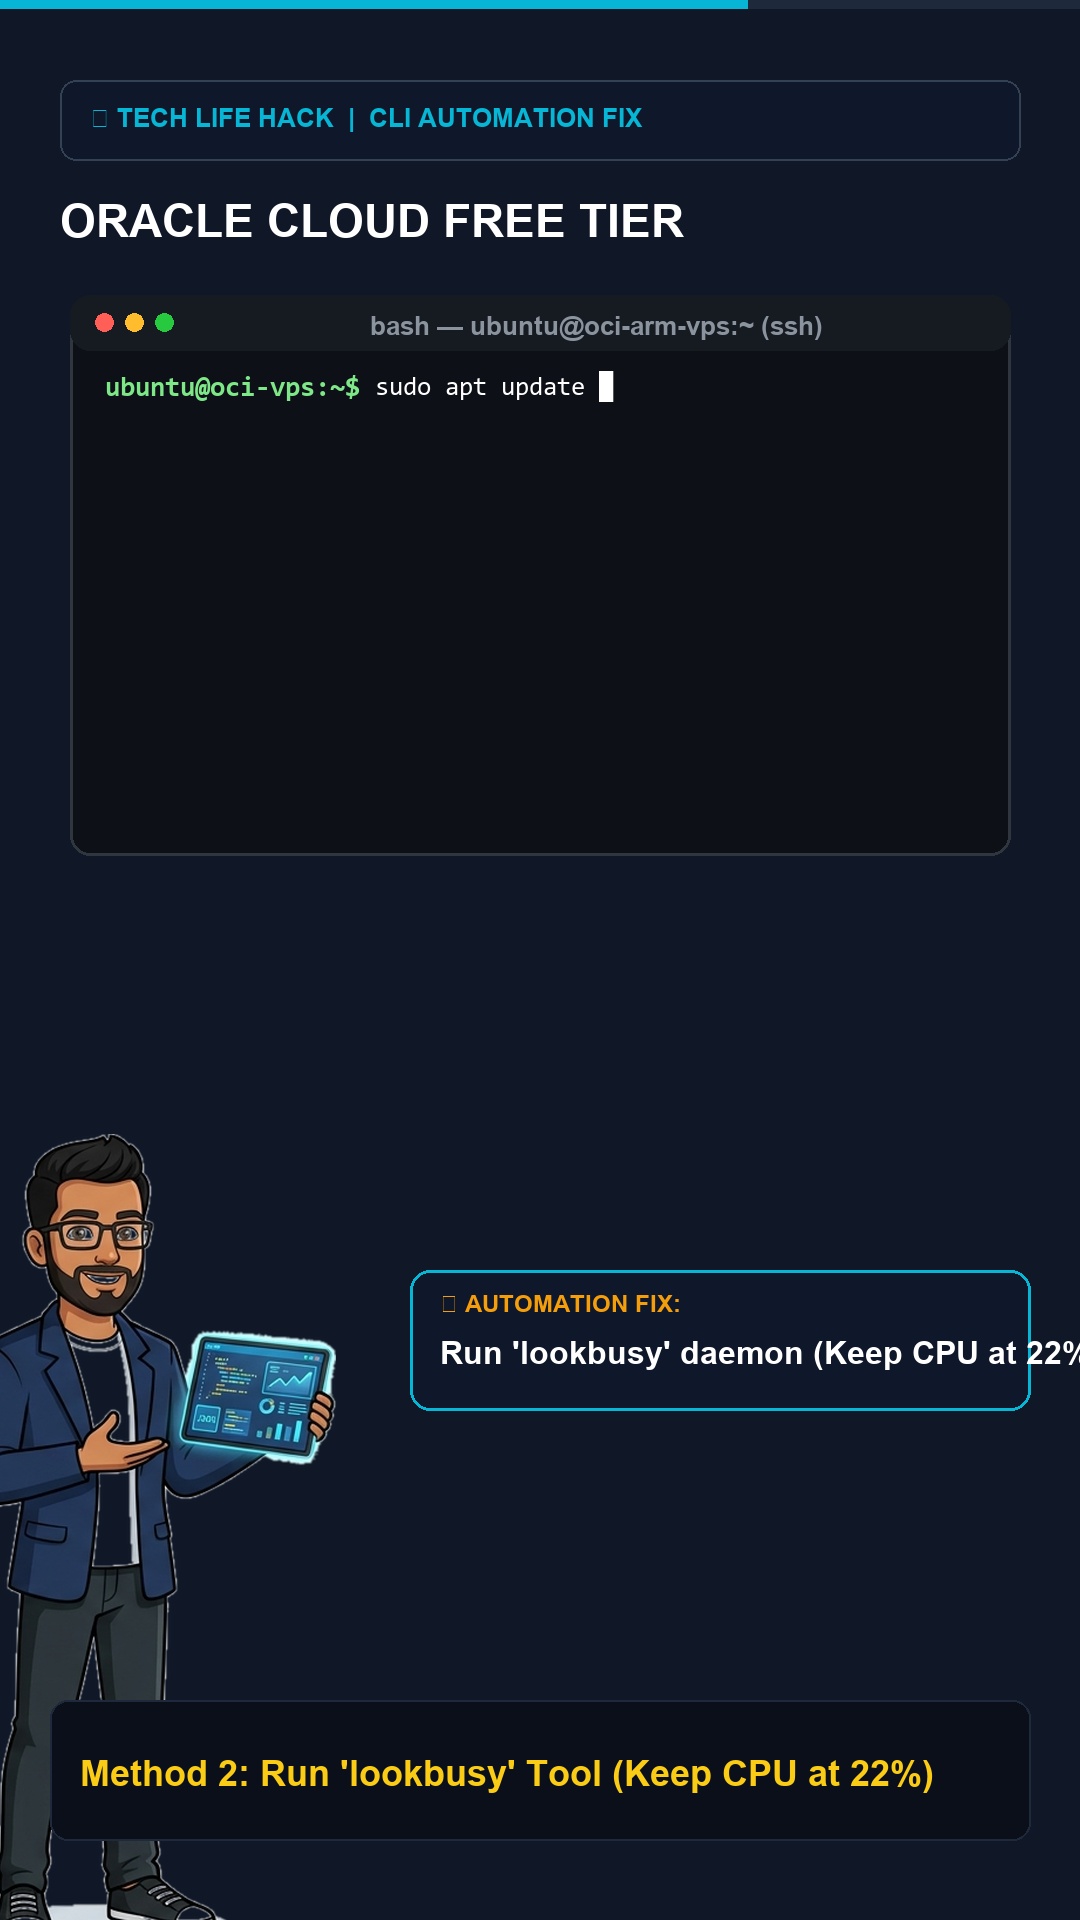 TECH LIFE HACK | CLI AUTOMATION FIX
ORACLE CLOUD FREE TIER
bash — ubuntu@oci-arm-vps:~ (ssh)
ubuntu@oci-vps:~$ sudo apt update
AUTOMATION FIX:
Run 'lookbusy' daemon (Keep CPU at 22%
Method 2: Run 'lookbusy' Tool (Keep CPU at 22%)